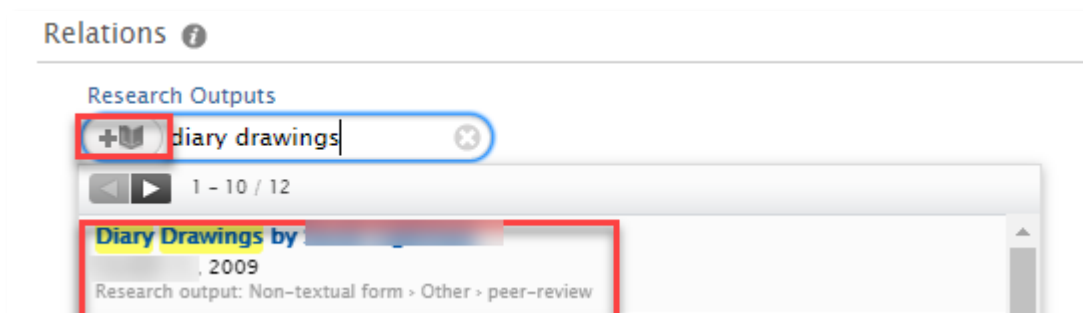 Relations
Research Outputs
diary drawings
1 - 10 / 12
Diary Drawings by
, 2009
Research output: Non-textual form › Other › peer-review